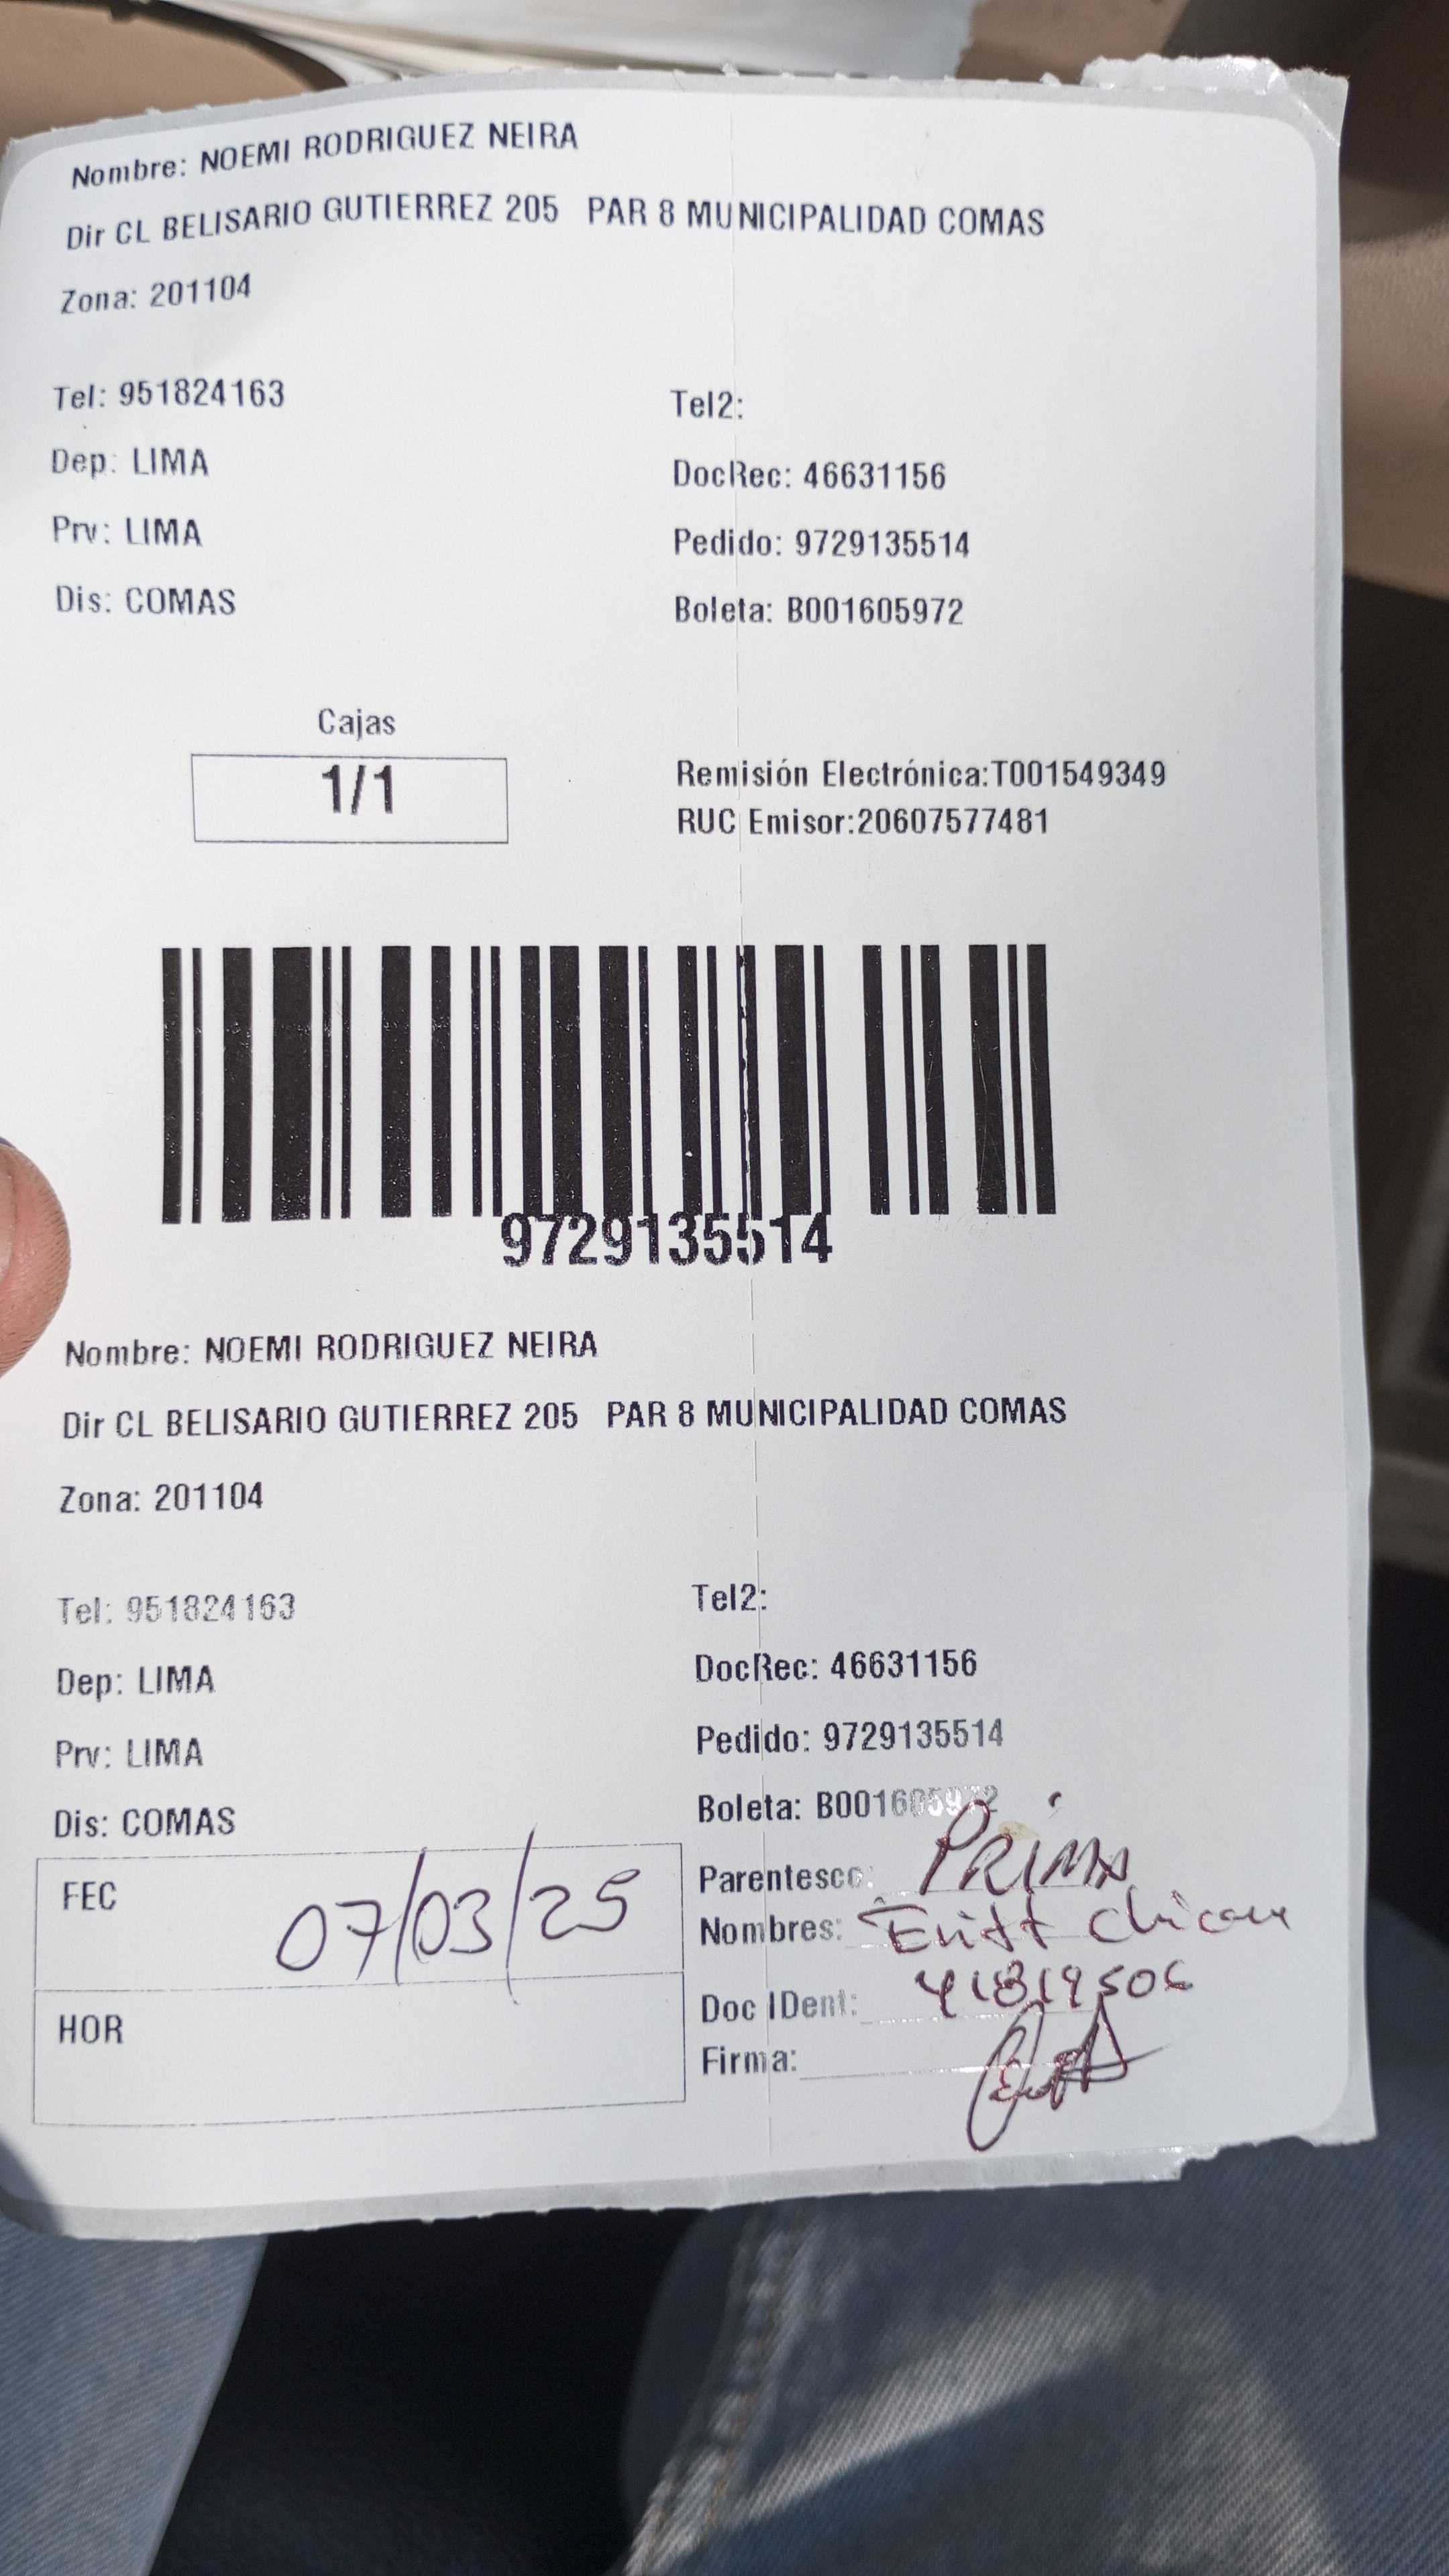 Nombre: NOEMI RODRIGUEZ NEIRA
Dir CL BELISARIO GUTIERREZ 205 PAR 8 MUNICIPALIDAD COMAS
Zona: 201104
Tel: 951824163 Tel2:
Dep: LIMA DocRec: 46631156
Prv: LIMA Pedido: 9729135514
Dis: COMAS Boleta: B001605972
Cajas
1/1
Remisión Electrónica:T001549349
RUC Emisor:20607577481
9729135514
Nombre: NOEMI RODRIGUEZ NEIRA
Dir CL BELISARIO GUTIERREZ 205 PAR 8 MUNICIPALIDAD COMAS
Zona: 201104
Tel: 951824163 Tel2:
Dep: LIMA DocRec: 46631156
Prv: LIMA Pedido: 9729135514
Dis: COMAS Boleta: B001605972
FEC 07/03/25
HOR
Parentesco: PRIMA
Nombres:
Doc IDent:
Firma: